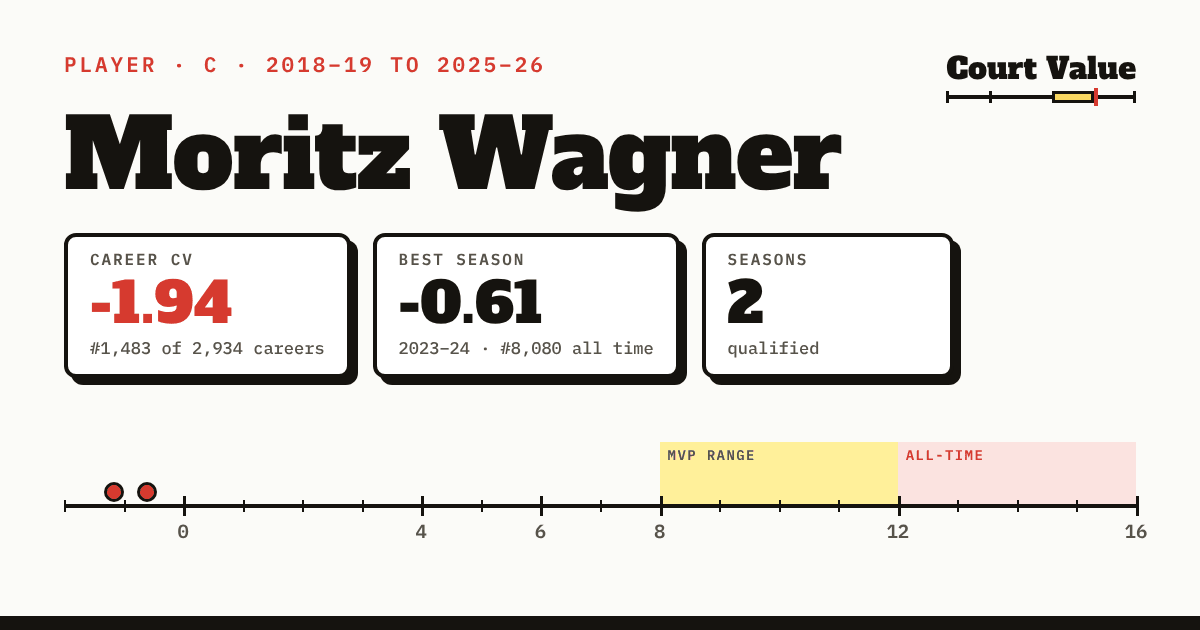 PLAYER · C · 2018–19 TO 2025–26
Court Value
Moritz Wagner
CAREER CV
-1.94
#1,483 of 2,934 careers
BEST SEASON
-0.61
2023–24 · #8,080 all time
SEASONS
2
qualified
MVP RANGE
ALL-TIME
0 4 6 8 12 16